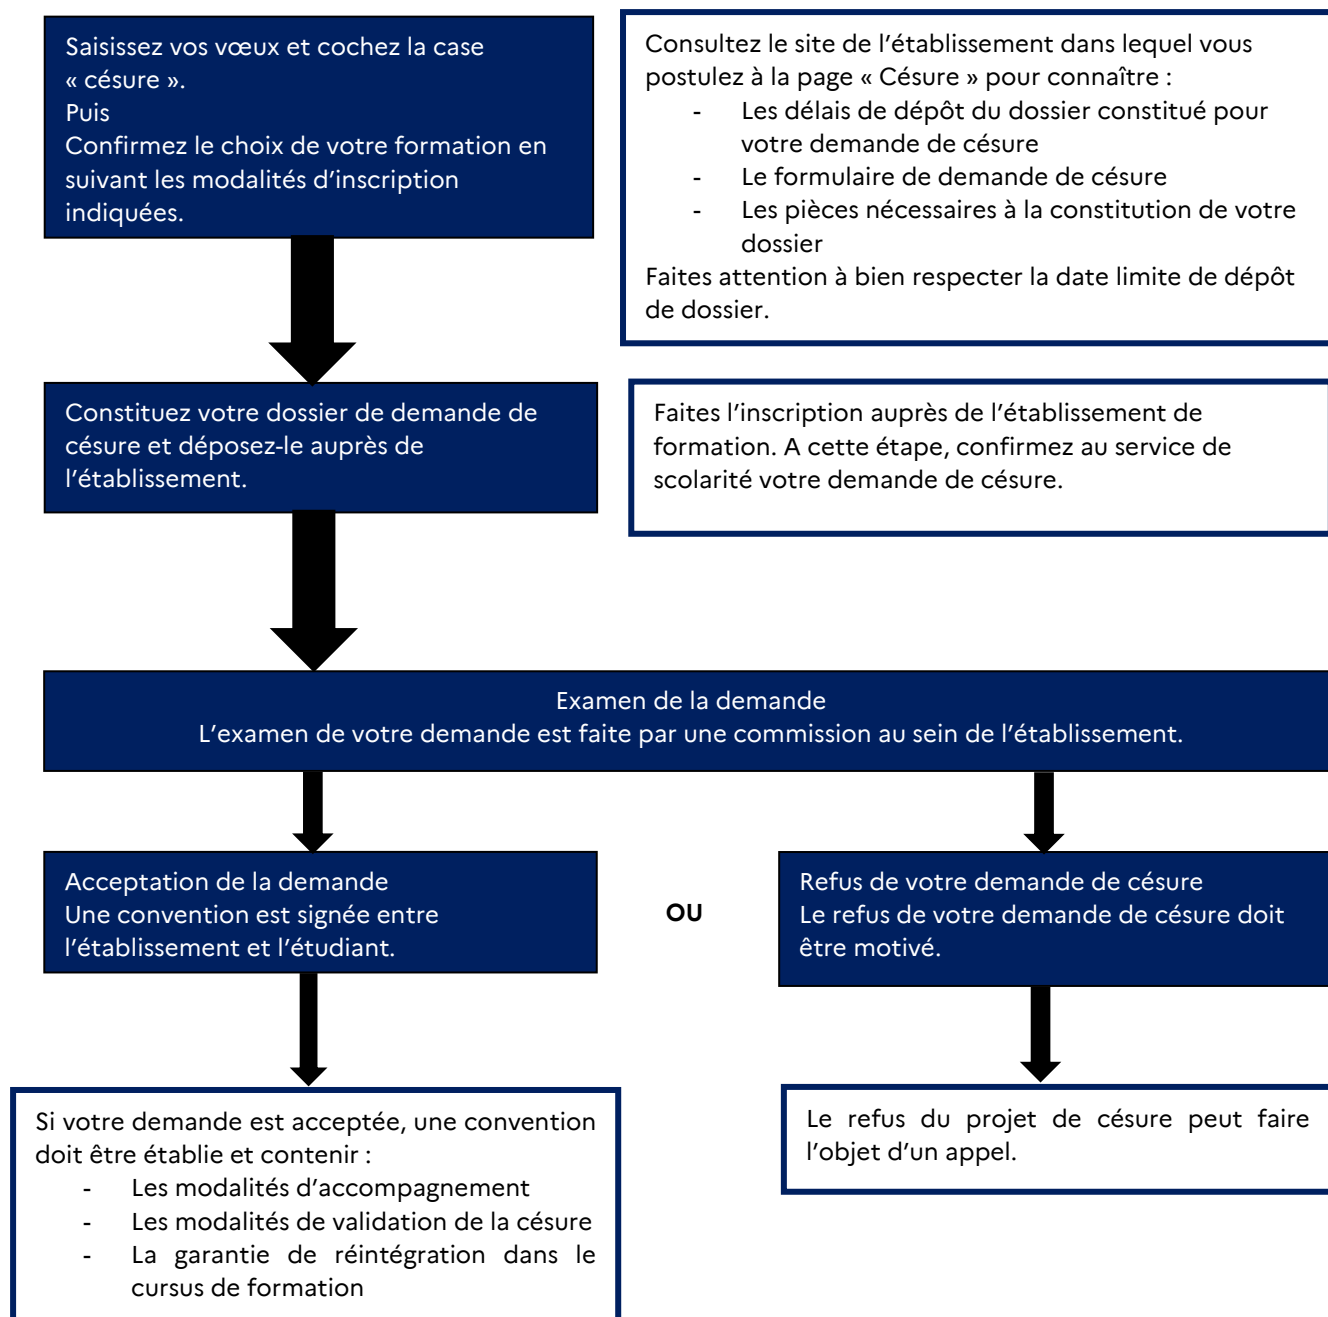 Saisissez vos vœux et cochez la case
« césure ».
Puis
Confirmez le choix de votre formation en
suivant les modalités d’inscription
indiquées.
Consultez le site de l’établissement dans lequel vous
postulez à la page « Césure » pour connaître :
- Les délais de dépôt du dossier constitué pour
votre demande de césure
- Le formulaire de demande de césure
- Les pièces nécessaires à la constitution de votre
dossier
Faites attention à bien respecter la date limite de dépôt
de dossier.
Constituez votre dossier de demande de
césure et déposez-le auprès de
l’établissement.
Faites l’inscription auprès de l’établissement de
formation. A cette étape, confirmez au service de
scolarité votre demande de césure.
Examen de la demande
L’examen de votre demande est faite par une commission au sein de l’établissement.
Acceptation de la demande
Une convention est signée entre
l’établissement et l’étudiant.
OU
Refus de votre demande de césure
Le refus de votre demande de césure doit
être motivé.
Si votre demande est acceptée, une convention
doit être établie et contenir :
- Les modalités d’accompagnement
- Les modalités de validation de la césure
- La garantie de réintégration dans le
cursus de formation
Le refus du projet de césure peut faire
l’objet d’un appel.